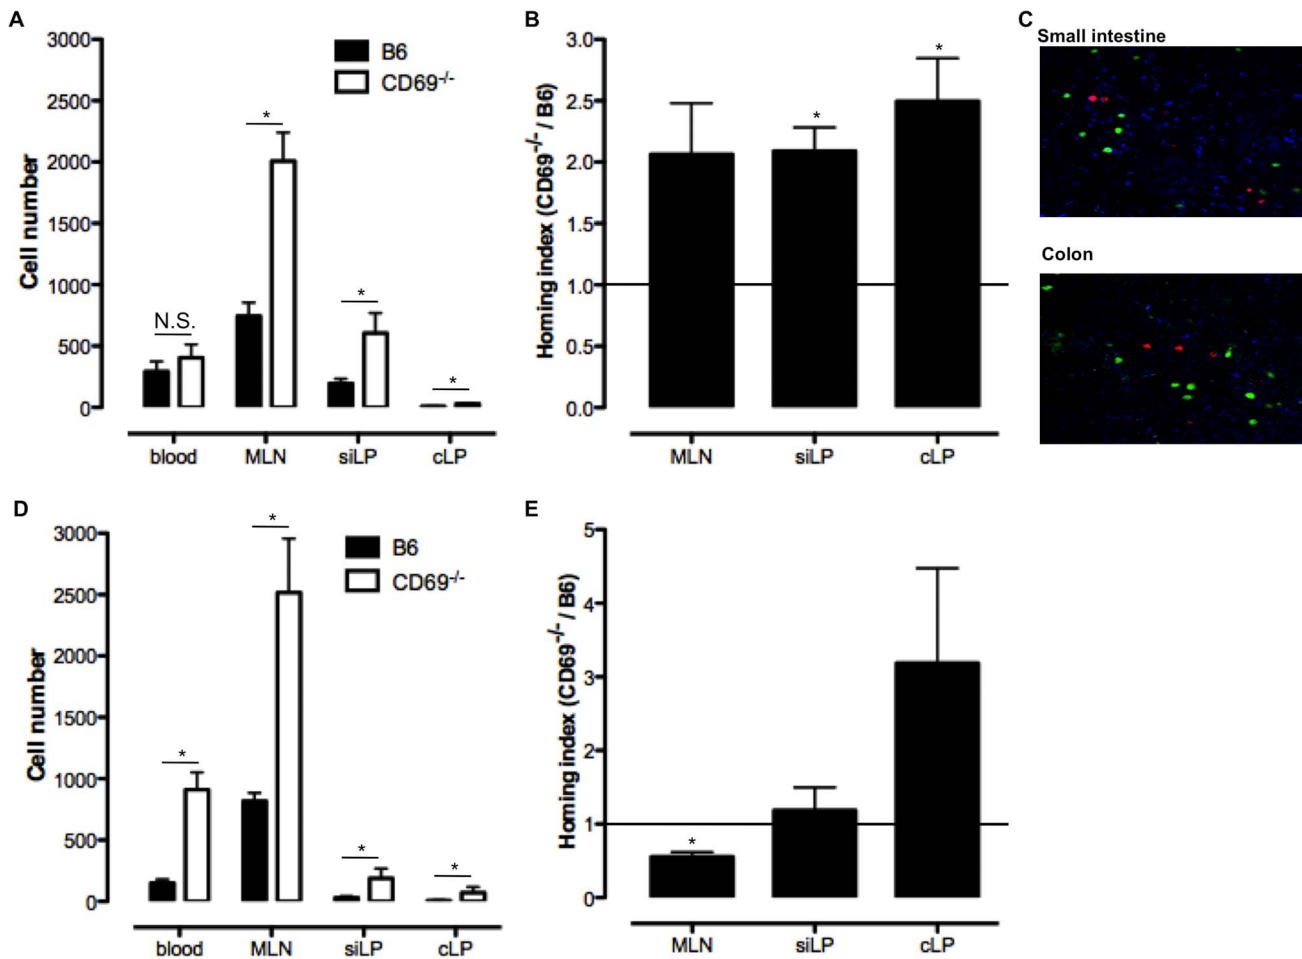 A
3000
2500
2000
1500
1000
500
0
Cell number
B6
CD69-/-
N.S.
*
*
*
blood MLN siLP cLP
B
3.0
2.5
2.0
1.5
1.0
0.5
0.0
Homing index (CD69-/- / B6)
*
*
MLN siLP cLP
C
Small intestine
Colon
D
3000
2500
2000
1500
1000
500
0
Cell number
B6
CD69-/-
*
*
*
*
blood MLN siLP cLP
E
5
4
3
2
1
0
Homing index (CD69-/- / B6)
*
MLN siLP cLP